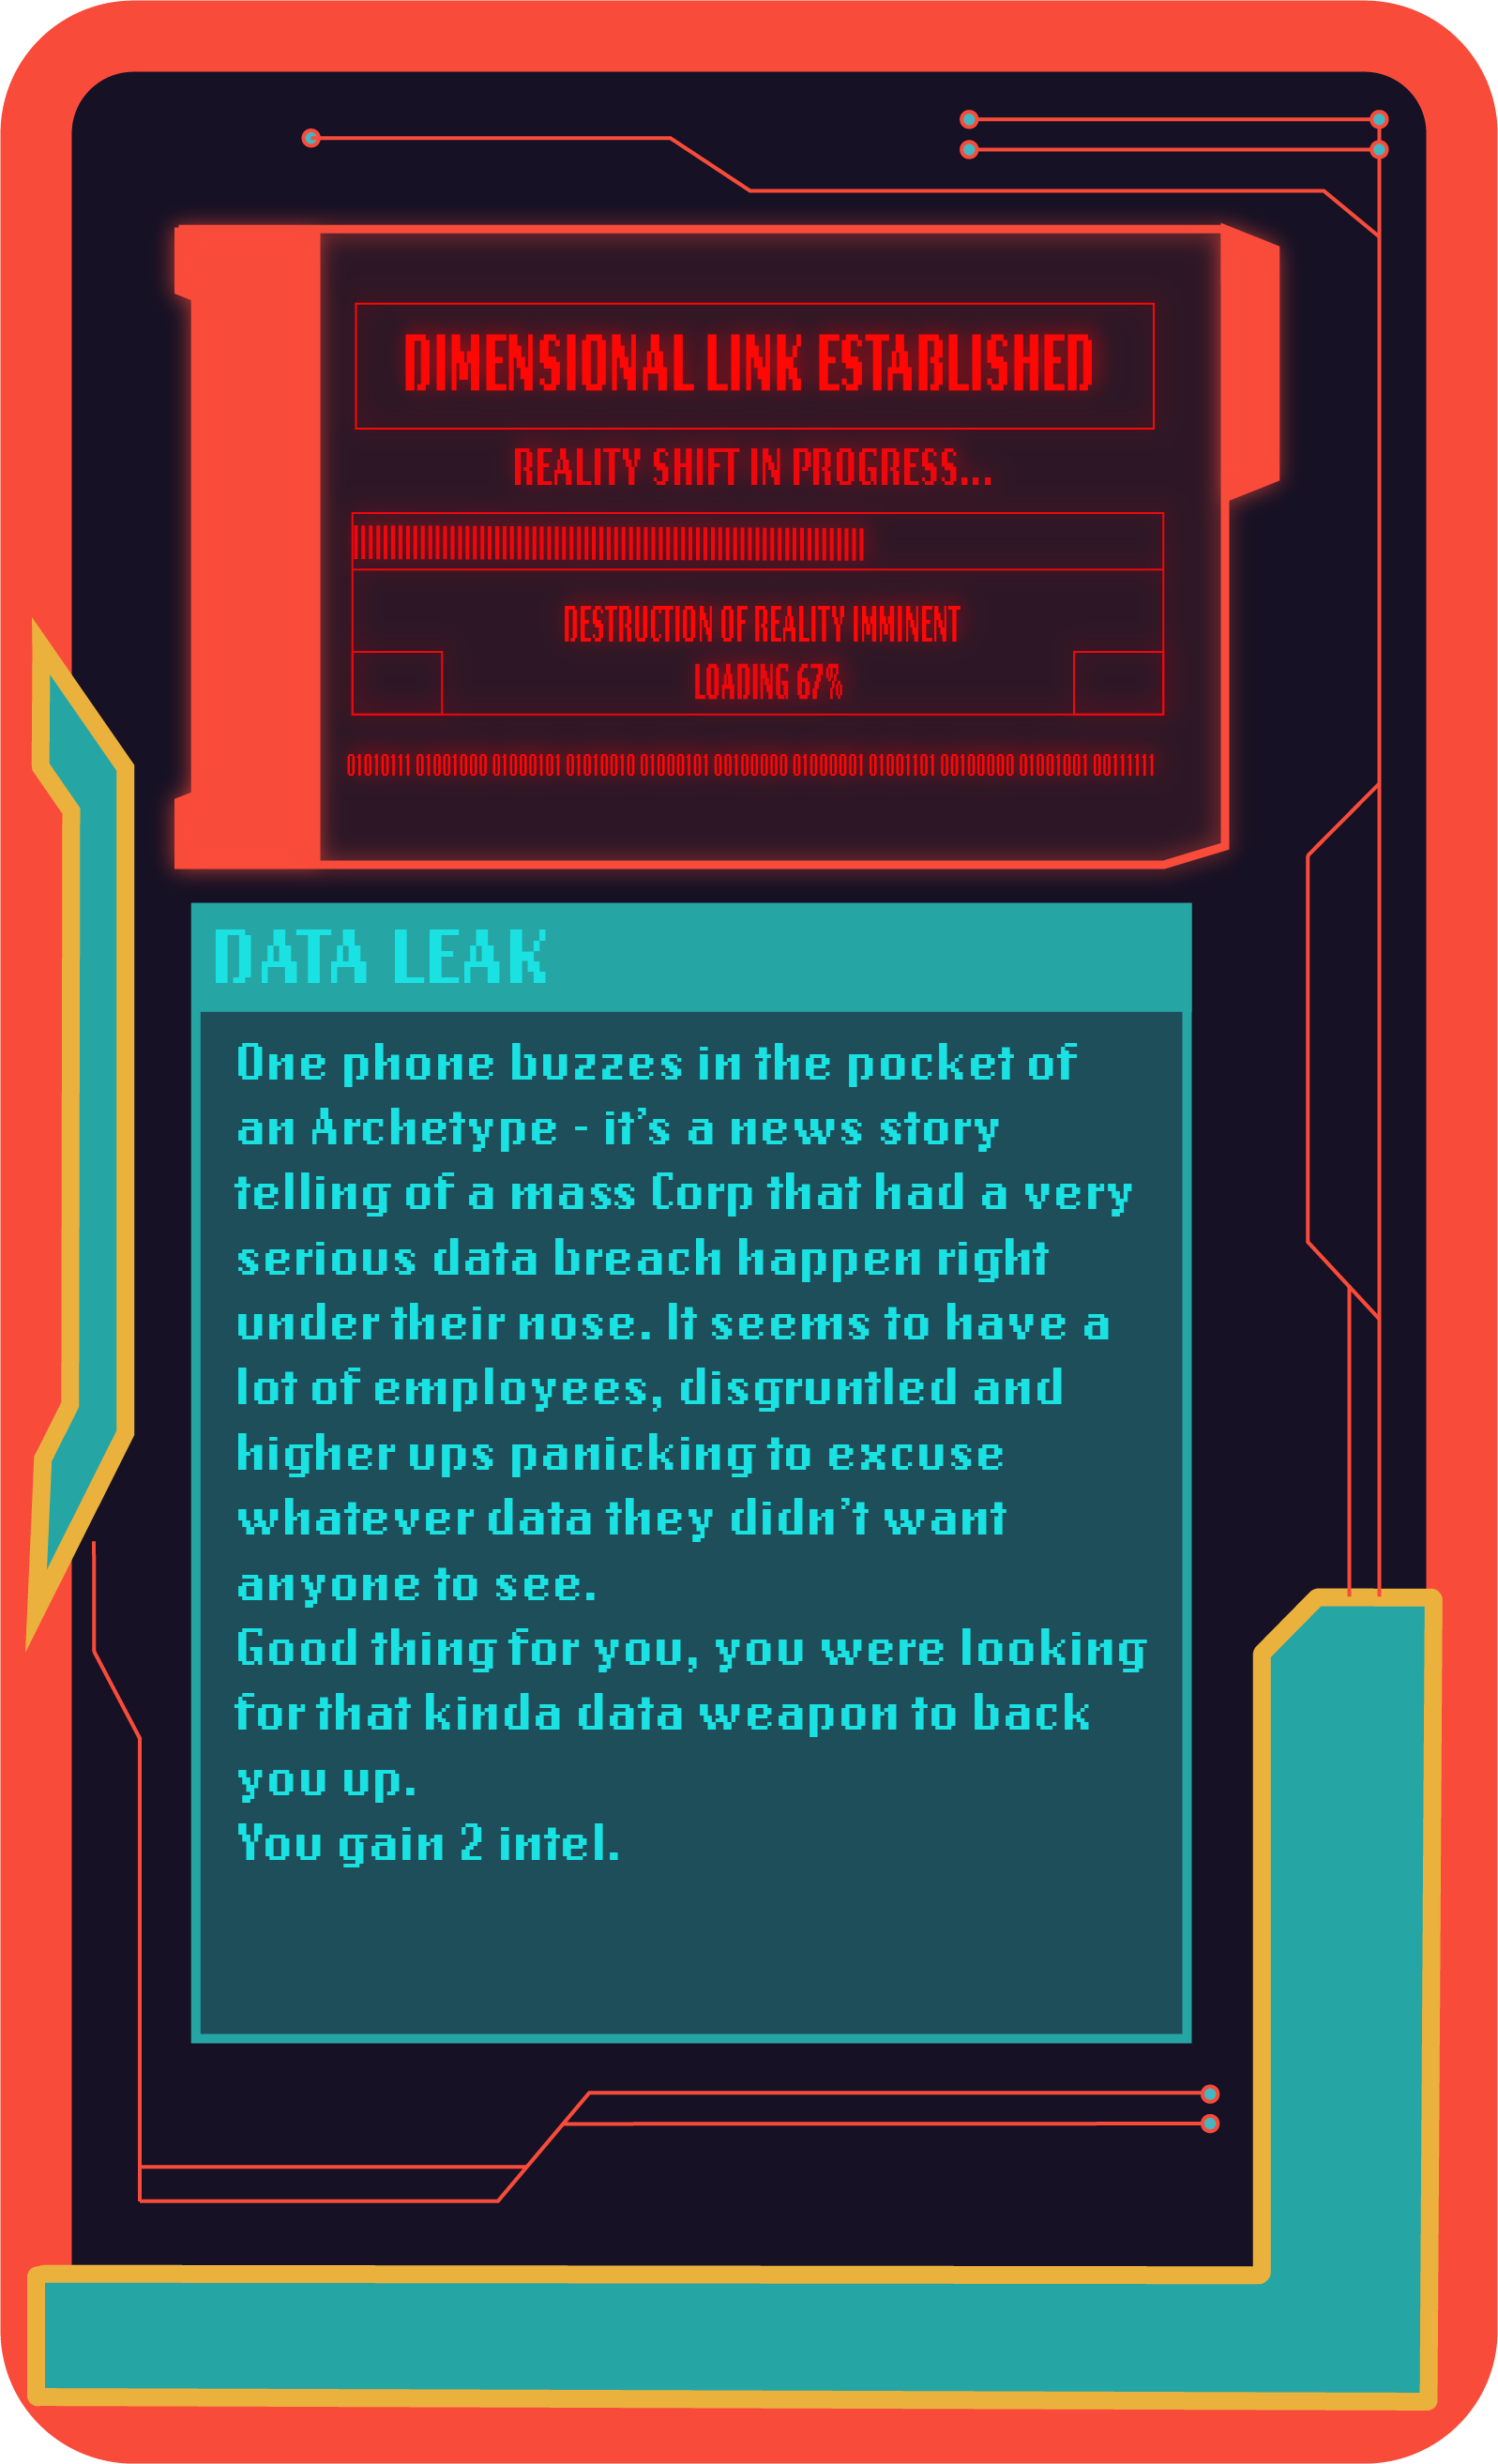 DIMENSIONAL LINK ESTABLISHED
REALITY SHIFT IN PROGRESS...
DESTRUCTION OF REALITY IMMINENT
LOADING 67%
01010111 01001000 01000101 01010010 01000101 00100000 01000001 01001101 00100000 01001001 00111111
DATA LEAK
One phone buzzes in the pocket of
an Archetype - it's a news story
telling of a mass Corp that had a very
serious data breach happen right
under their nose. It seems to have a
lot of employees, disgruntled and
higher ups panicking to excuse
whatever data they didn't want
anyone to see.
Good thing for you, you were looking
for that kinda data weapon to back
you up.
You gain 2 intel.